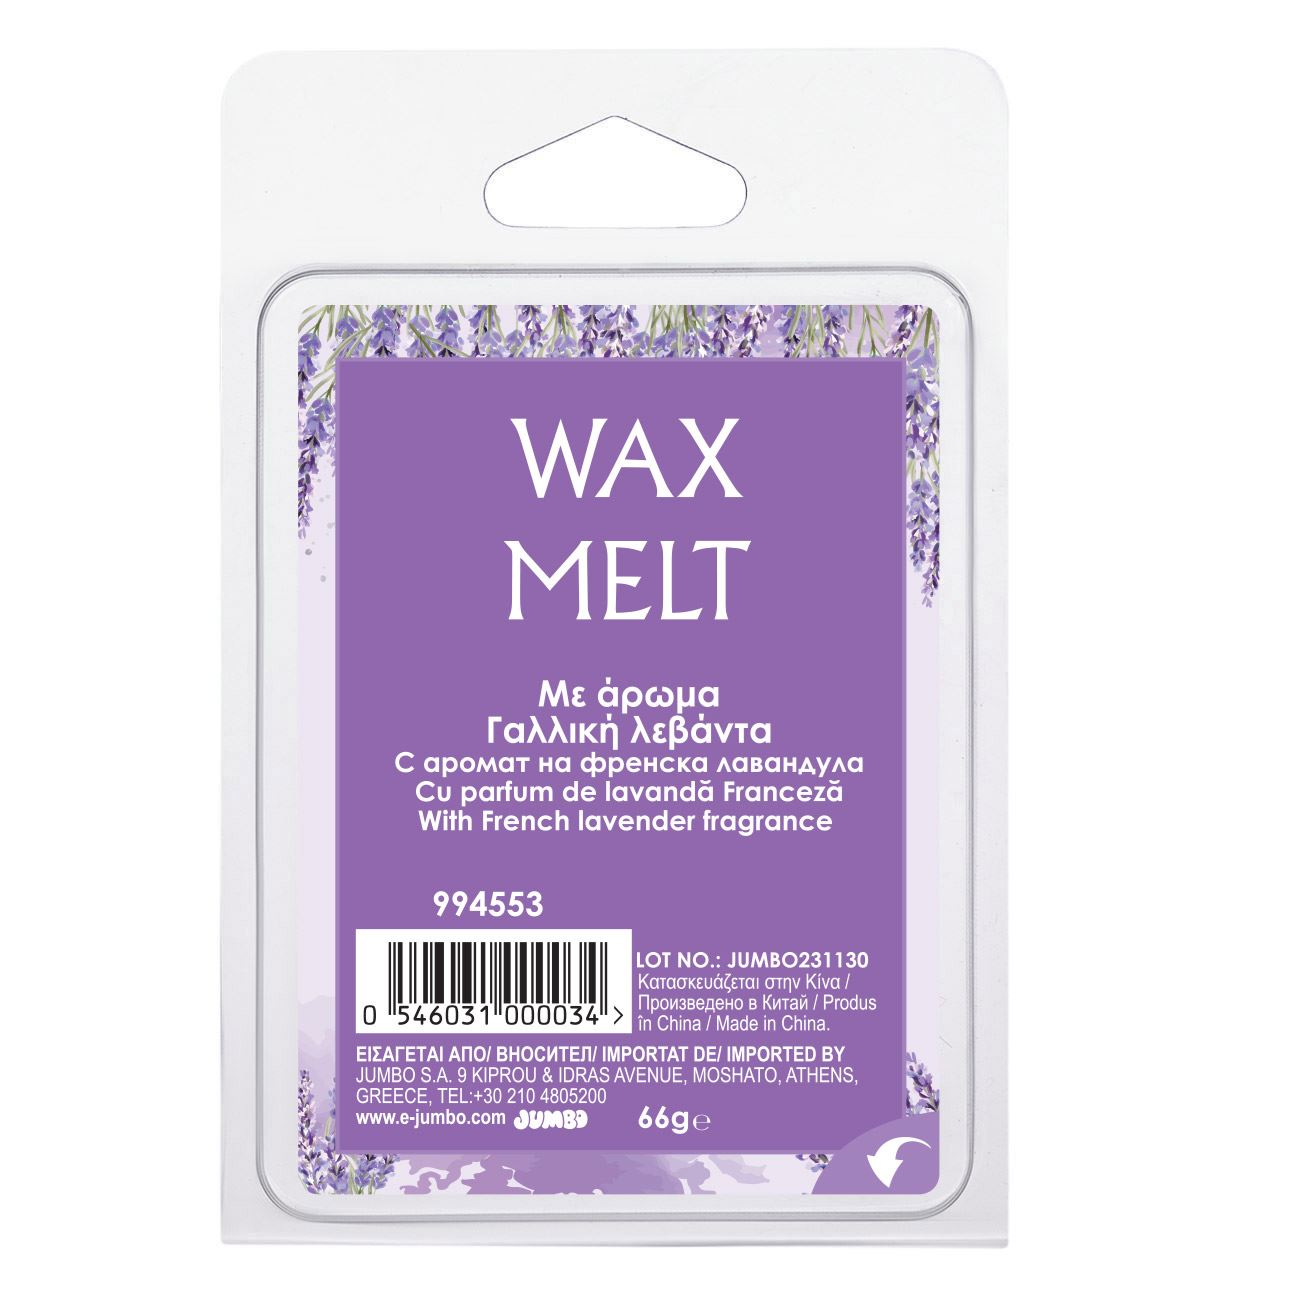 WAX
MELT
Με άρωμα
Γαλλική λεβάντα
С аромат на френска лавандула
Cu parfum de lavandă Franceză
With French lavender fragrance
994553
LOT NO.: JUMBO231130
Κατασκευάζεται στην Κίνα /
Произведено в Китай / Produs
în China / Made in China.
0 546031 000034 >
ΕΙΣΑΓΕΤΑΙ ΑΠΟ/ ВНОСИТЕЛ/ IMPORTAT DE/ IMPORTED BY
JUMBO S.A. 9 KIPROU & IDRAS AVENUE, MOSHATO, ATHENS,
GREECE, TEL:+30 210 4805200
www.e-jumbo.com JUMBO 66g℮